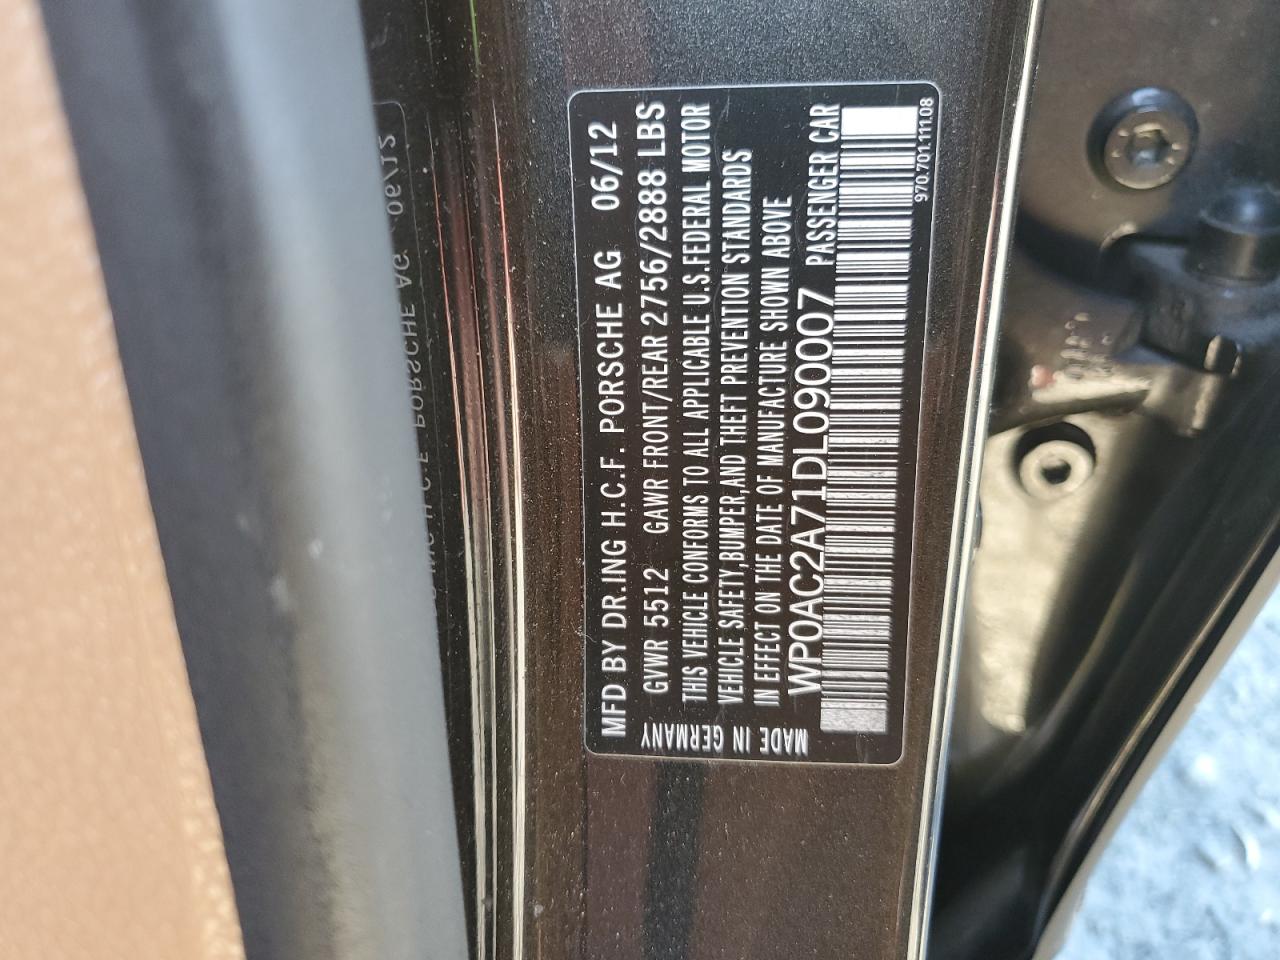 MFD BY DR.ING H.C.F. PORSCHE AG 06/12
GVWR 5512 GAWR FRONT/REAR 2756/2888 LBS
THIS VEHICLE CONFORMS TO ALL APPLICABLE U.S.FEDERAL MOTOR
VEHICLE SAFETY,BUMPER,AND THEFT PREVENTION STANDARDS
IN EFFECT ON THE DATE OF MANUFACTURE SHOWN ABOVE
WP0AC2A71DL090007 PASSENGER CAR
970.701.111.08
MADE IN GERMANY